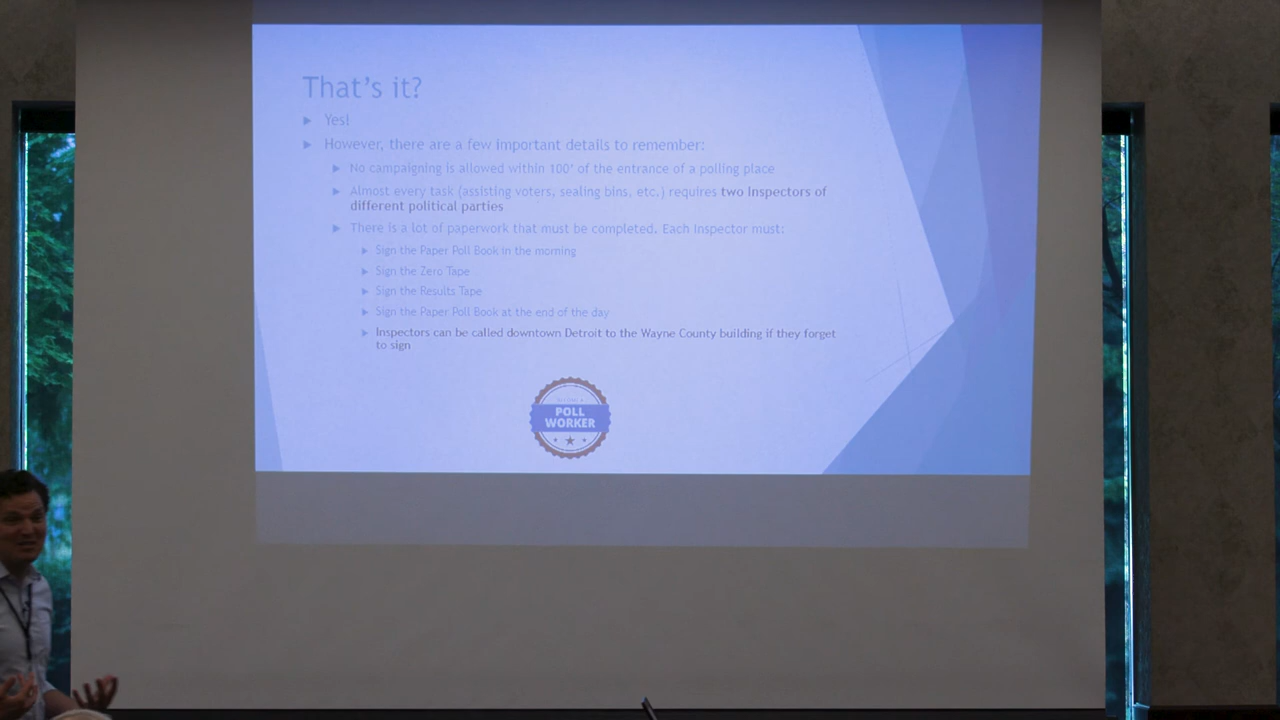 That's it?
Yes!
However, there are a few important details to remember:
No campaigning is allowed within 100' of the entrance of a polling place
Almost every task (assisting voters, sealing bins, etc.) requires two inspectors of
different political parties
There is a lot of paperwork that must be completed. Each Inspector must:
Sign the Paper Poll Book in the morning
Sign the Zero Tape
Sign the Results Tape
Sign the Paper Poll Book at the end of the day
Inspectors can be called downtown Detroit to the Wayne County building if they forget
to sign
POLL
WORKER